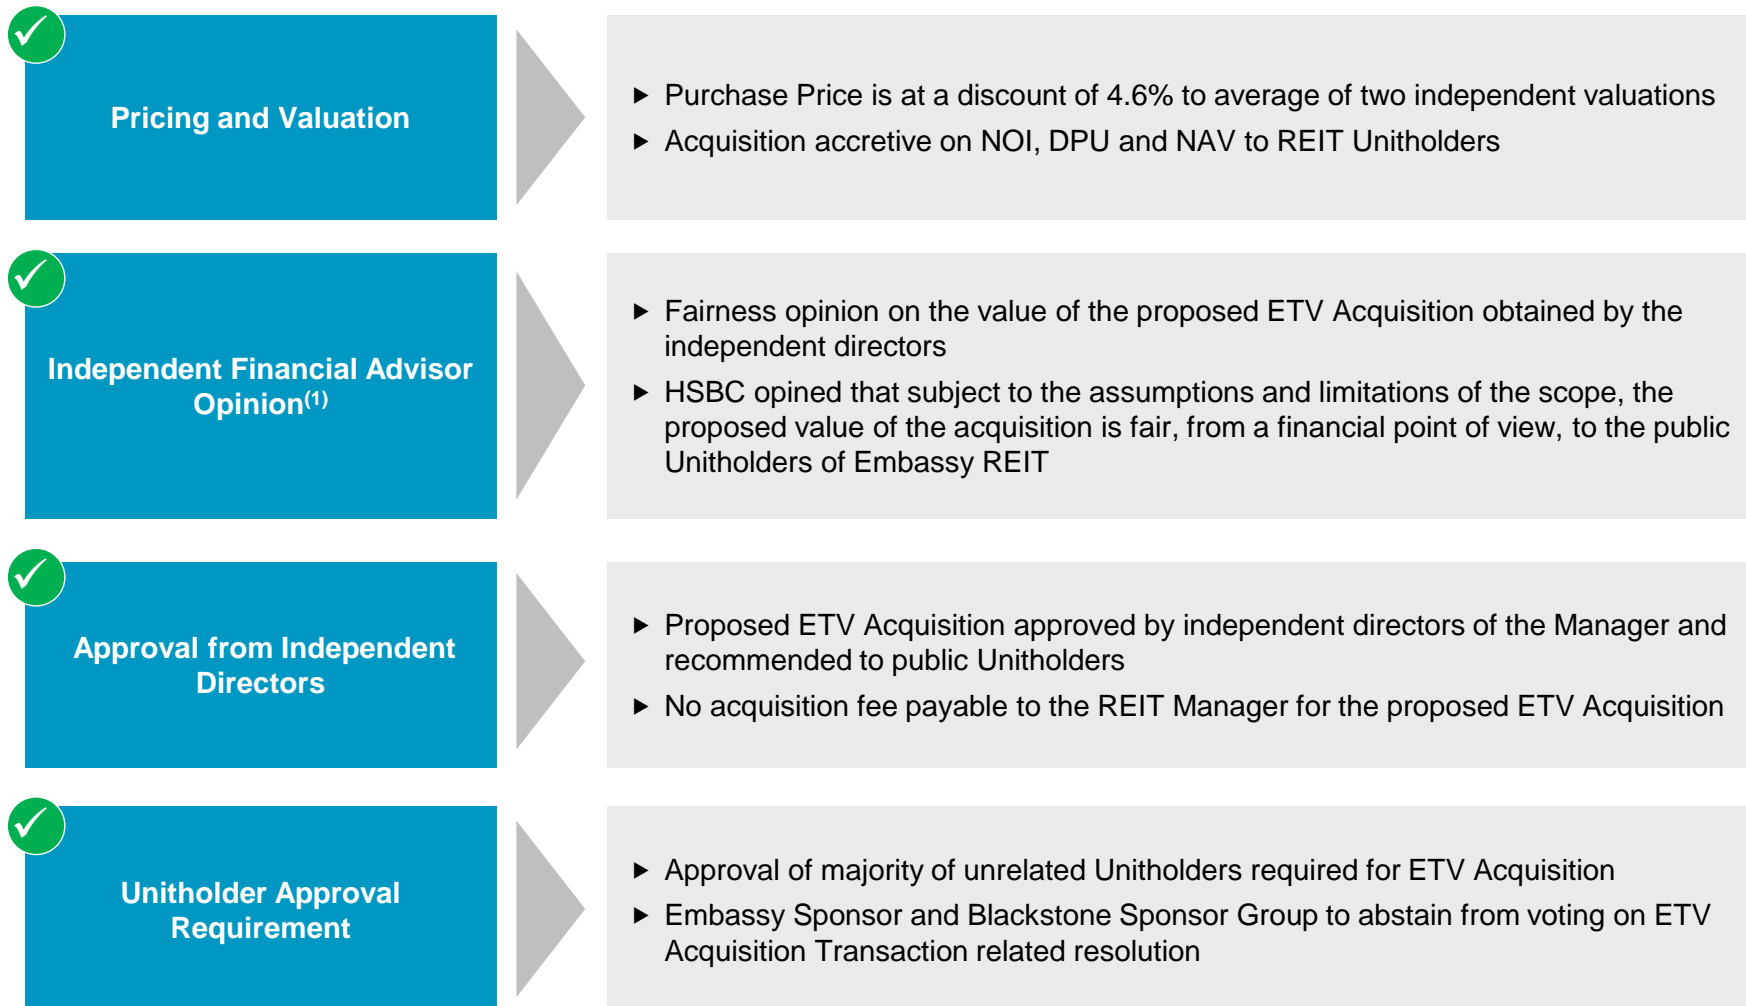 Pricing and Valuation
► Purchase Price is at a discount of 4.6% to average of two independent valuations
► Acquisition accretive on NOI, DPU and NAV to REIT Unitholders
Independent Financial Advisor
Opinion(1)
► Fairness opinion on the value of the proposed ETV Acquisition obtained by the
independent directors
► HSBC opined that subject to the assumptions and limitations of the scope, the
proposed value of the acquisition is fair, from a financial point of view, to the public
Unitholders of Embassy REIT
Approval from Independent
Directors
► Proposed ETV Acquisition approved by independent directors of the Manager and
recommended to public Unitholders
► No acquisition fee payable to the REIT Manager for the proposed ETV Acquisition
Unitholder Approval
Requirement
► Approval of majority of unrelated Unitholders required for ETV Acquisition
► Embassy Sponsor and Blackstone Sponsor Group to abstain from voting on ETV
Acquisition Transaction related resolution